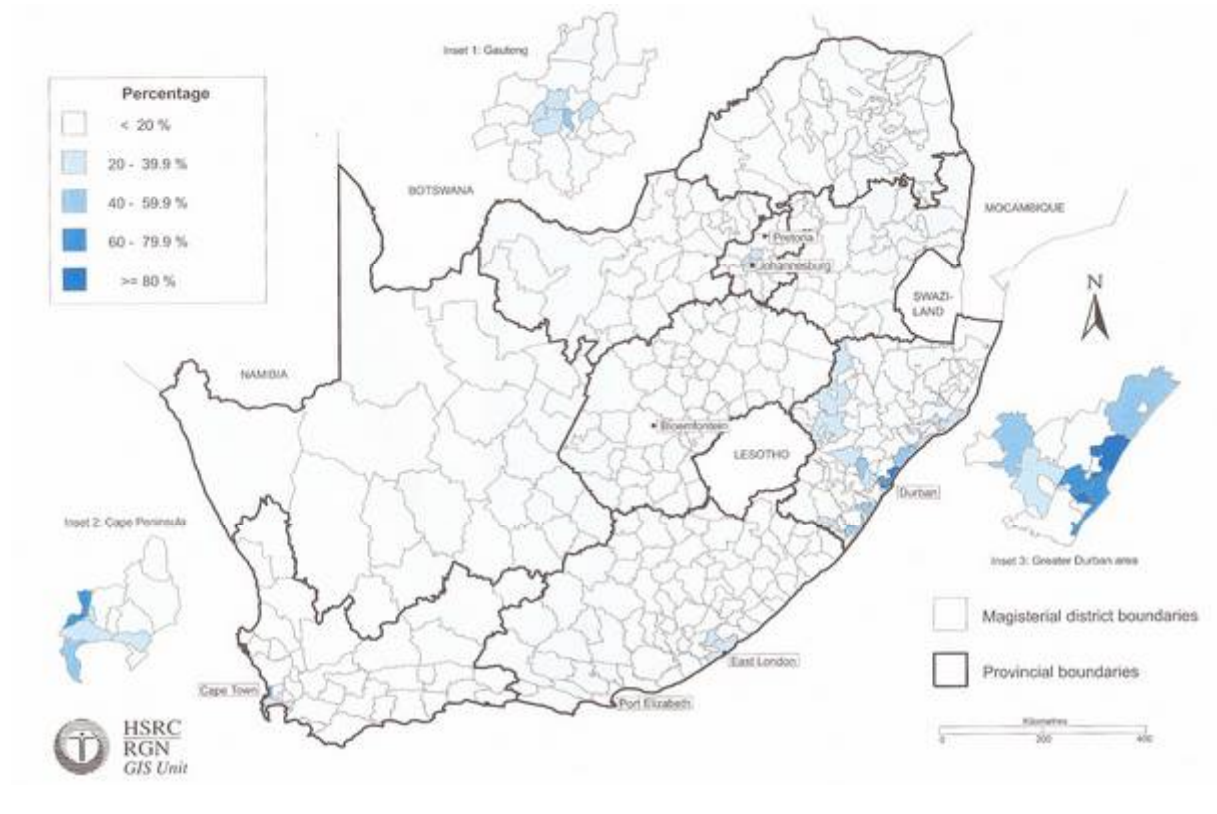 Inset 1: Gauteng
Percentage
< 20 %
20 - 39.9 %
40 - 59.9 %
60 - 79.9 %
>= 80 %
BOTSWANA
MOCAMBIQUE
Pretoria
Johannesburg
SWAZI-
LAND
N
NAMIBIA
Bloemfontein
LESOTHO
Durban
Inset 2: Cape Peninsula
Inset 3: Greater Durban area
Magisterial district boundaries
East London
Provincial boundaries
Cape Town
Port Elizabeth
HSRC
RGN
GIS Unit
Kilometres
0 200 400